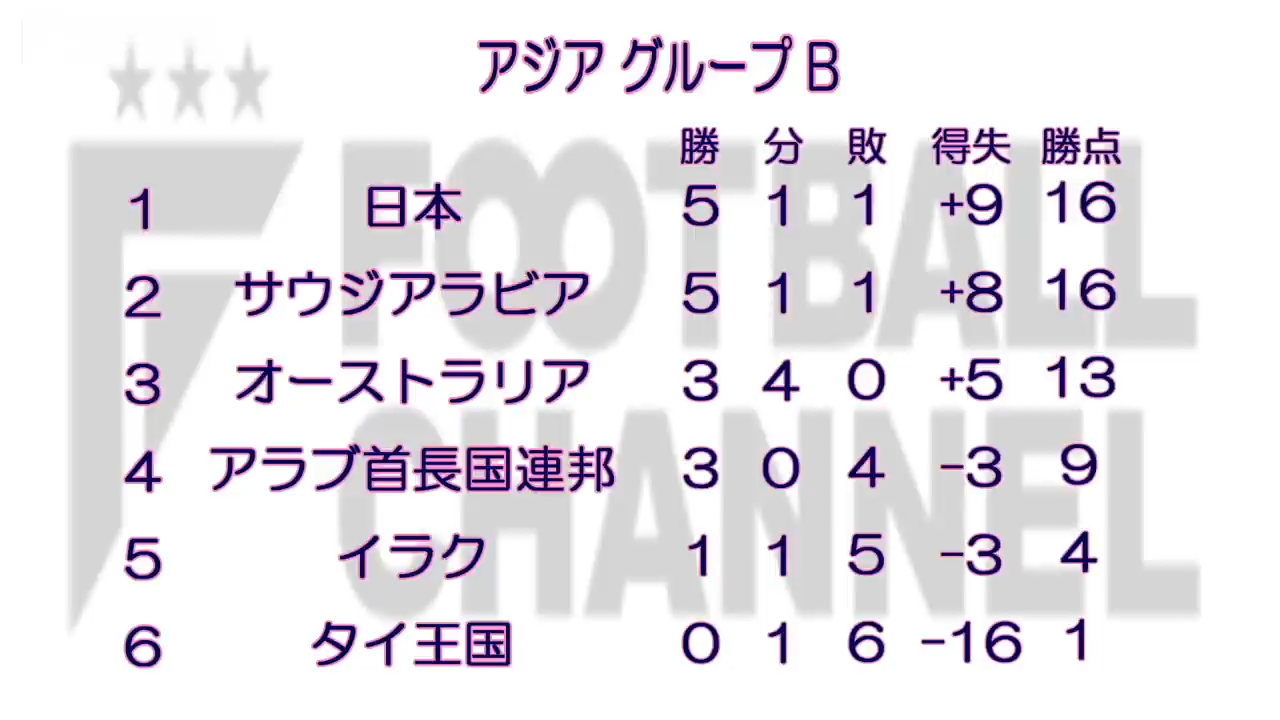 アジア グループ B
勝 分 敗 得失 勝点
1 日本 5 1 1 +9 16
2 サウジアラビア 5 1 1 +8 16
3 オーストラリア 3 4 0 +5 13
4 アラブ首長国連邦 3 0 4 -3 9
5 イラク 1 1 5 -3 4
6 タイ王国 0 1 6 -16 1
FOOTBALL
CHANNEL